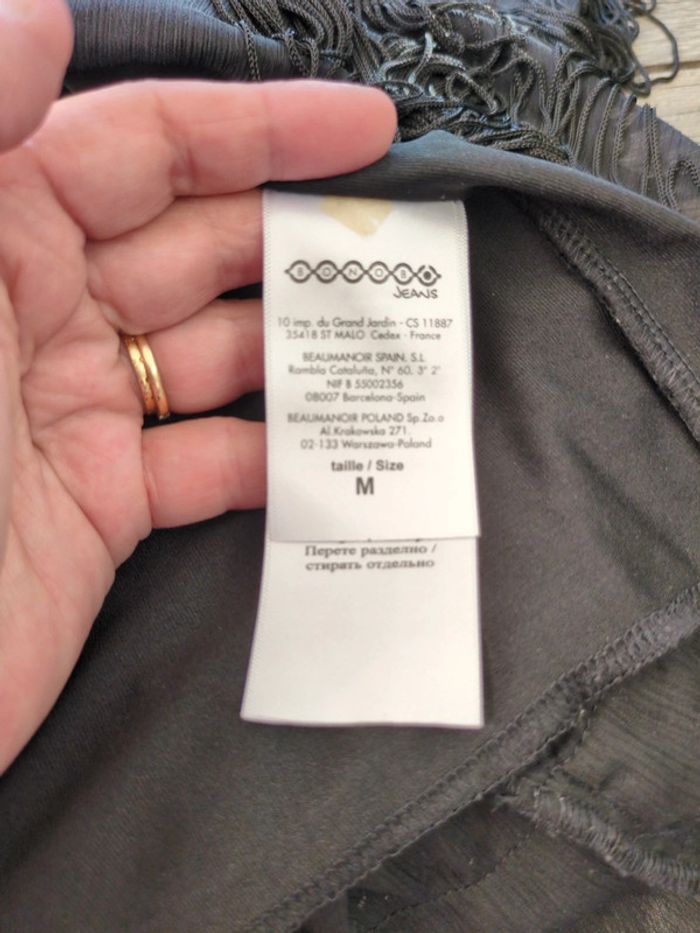 BONOBO
JEANS
10 imp. du Grand Jardin - CS 11887
35418 ST MALO Cedex - France
BEAUMANOIR SPAIN, S.L
Rambla Cataluña, N° 60, 3° 2°
NIF B 55002356
08007 Barcelona-Spain
BEAUMANOIR POLAND Sp.Zo.o
Al.Krakowska 271,
02-133 Warszawa-Poland
taille / Size
M
Перете разделно /
стирать отдельно